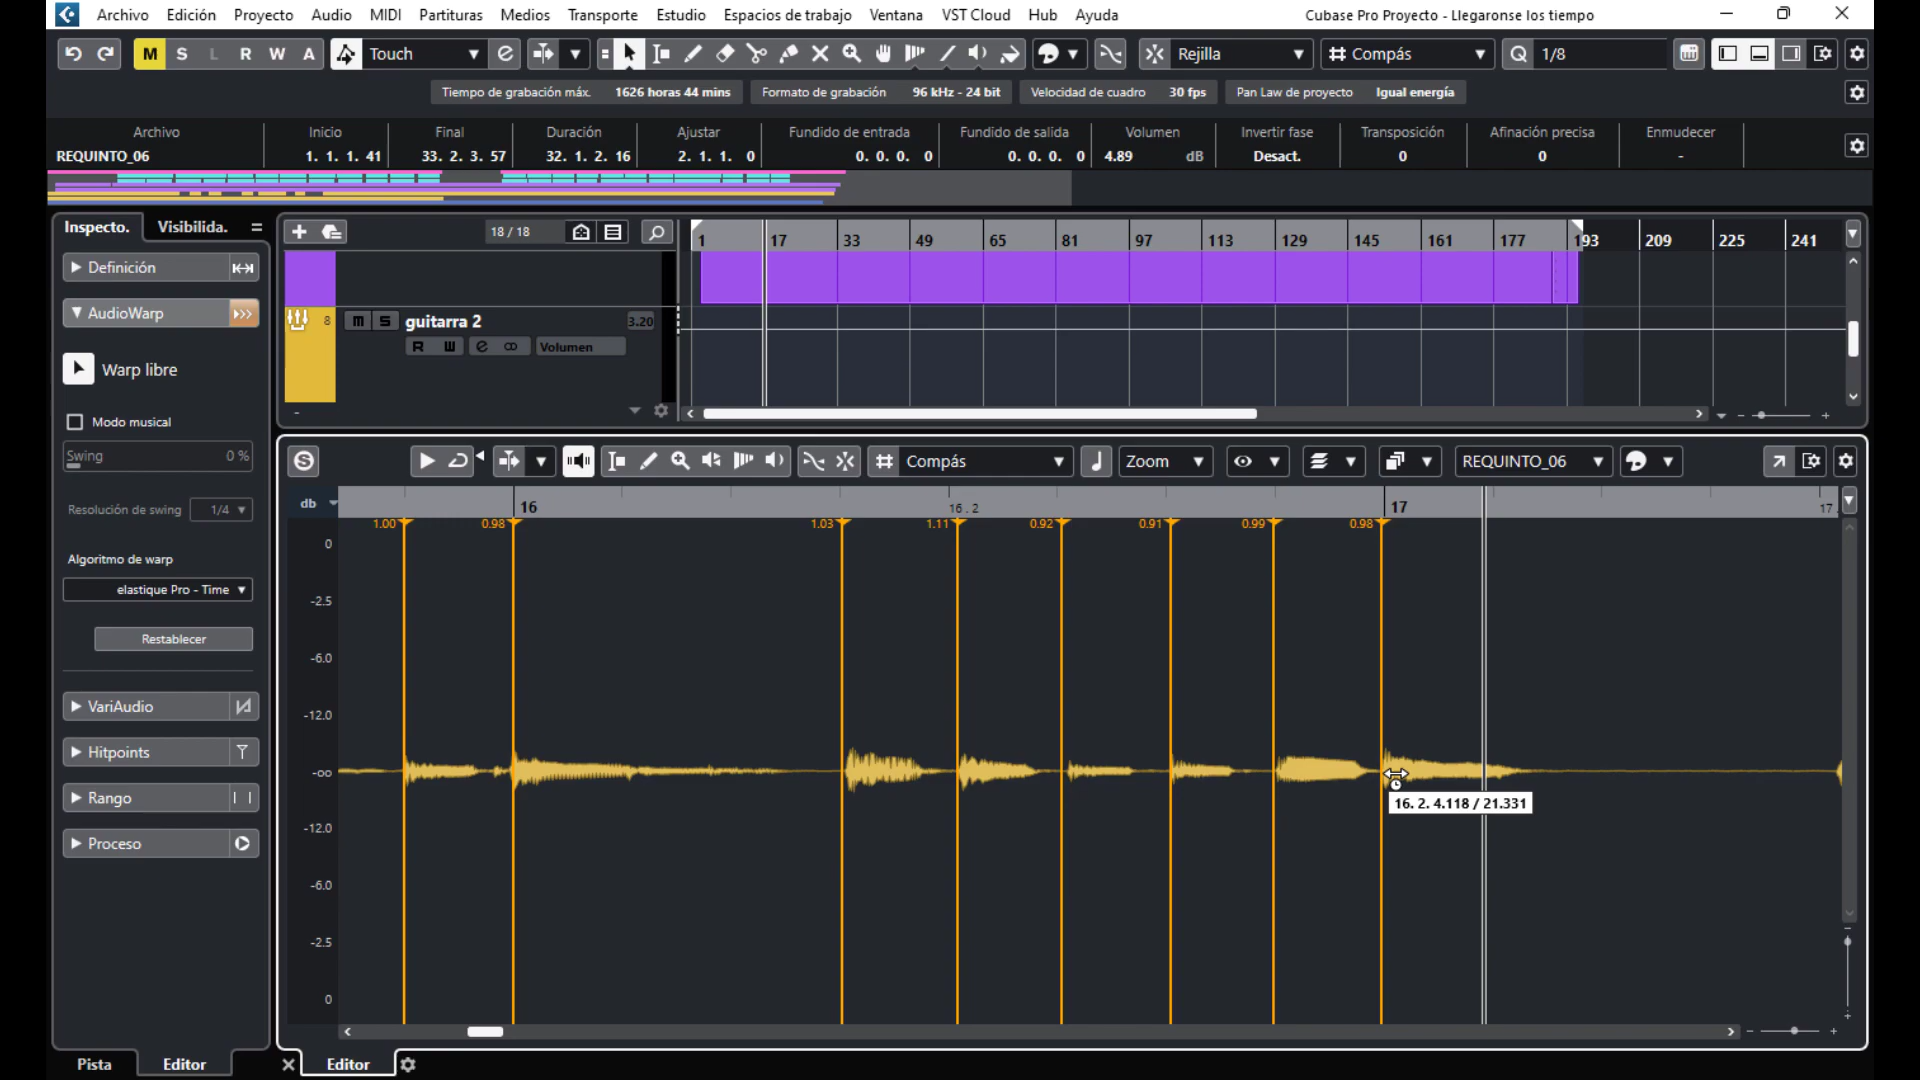 Archivo Edición Proyecto Audio MIDI Partituras Medios Transporte Estudio Espacios de trabajo Ventana VST Cloud Hub Ayuda Cubase Pro Proyecto - Llegaronse los tiempo
M S L R W A Touch Rejilla Compás Q 1/8
Tiempo de grabación máx. 1626 horas 44 mins Formato de grabación 96 kHz - 24 bit Velocidad de cuadro 30 fps Pan Law de proyecto Igual energía
Archivo Inicio Final Duración Ajustar Fundido de entrada Fundido de salida Volumen Invertir fase Transposición Afinación precisa Enmudecer
REQUINTO_06 1. 1. 1. 41 33. 2. 3. 57 32. 1. 2. 16 2. 1. 1. 0 0. 0. 0. 0 0. 0. 0. 0 4.89 dB Desact. 0 0 -
Inspecto. Visibilida. 18 / 18
1 17 33 49 65 81 97 113 129 145 161 177 193 209 225 241
Definición
AudioWarp
8 m S guitarra 2 3.20
R W e Volumen
Warp libre
Modo musical
Swing 0 %
Resolución de swing 1/4
Algoritmo de warp
elastique Pro - Time
Restablecer
VariAudio
Hitpoints
Rango
Proceso
Compás Zoom REQUINTO_06
db 16 16 . 2 17 17
1.00 0.98 1.03 1.11 0.92 0.91 0.99 0.98
0
-2.5
-6.0
-12.0
-oo
16. 2. 4.118 / 21.331
-12.0
-6.0
-2.5
0
Pista Editor Editor